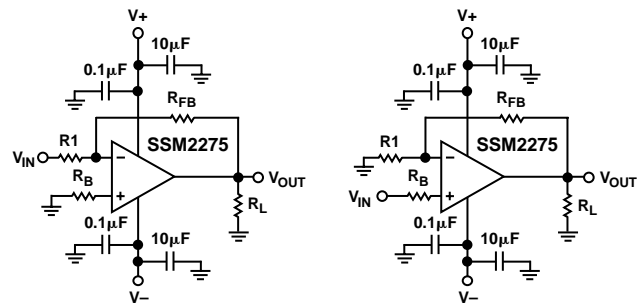 V+
10μF
0.1μF
RFB
R1
SSM2275
VIN
RB
VOUT
RL
0.1μF
10μF
V–
V+
10μF
0.1μF
RFB
R1
SSM2275
VIN
RB
VOUT
RL
0.1μF
10μF
V–